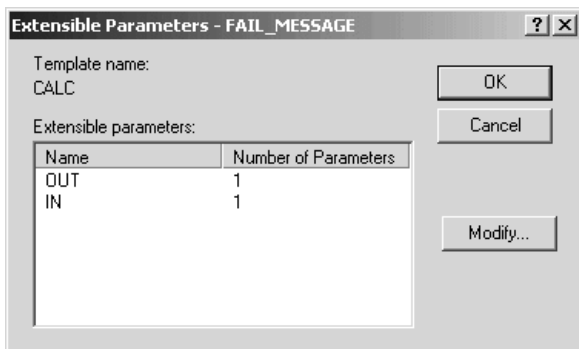 Extensible Parameters - FAIL_MESSAGE
? ×
Template name:
CALC
OK
Cancel
Extensible parameters:
Name Number of Parameters
OUT 1
IN 1
Modify...